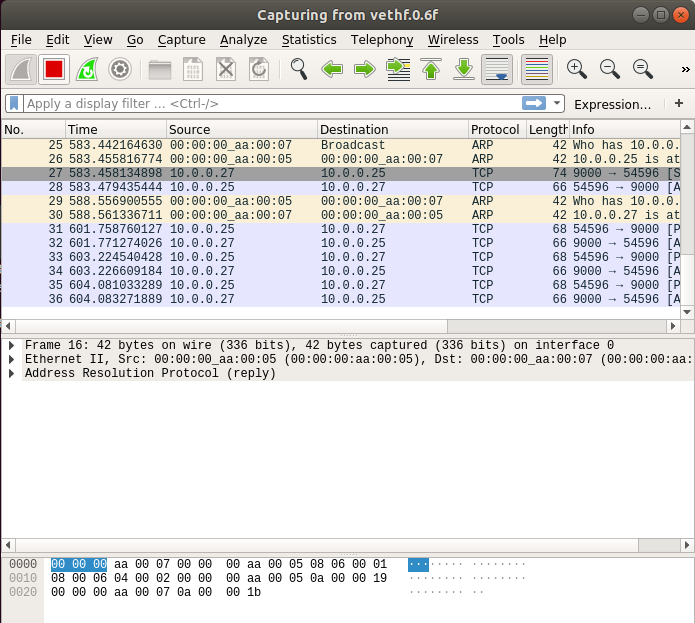 Capturing from vethf.0.6f
File Edit View Go Capture Analyze Statistics Telephony Wireless Tools Help
»
Apply a display filter ... <Ctrl-/> Expression... +
No. Time Source Destination Protocol Length Info
25 583.442164630 00:00:00_aa:00:07 Broadcast ARP 42 Who has 10.0.0.
26 583.455816774 00:00:00_aa:00:05 00:00:00_aa:00:07 ARP 42 10.0.0.25 is at
27 583.458134898 10.0.0.27 10.0.0.25 TCP 74 9000 → 54596 [S
28 583.479435444 10.0.0.25 10.0.0.27 TCP 66 54596 → 9000 [A
29 588.556900555 00:00:00_aa:00:05 00:00:00_aa:00:07 ARP 42 Who has 10.0.0.
30 588.561336711 00:00:00_aa:00:07 00:00:00_aa:00:05 ARP 42 10.0.0.27 is at
31 601.758760127 10.0.0.25 10.0.0.27 TCP 68 54596 → 9000 [P
32 601.771274026 10.0.0.27 10.0.0.25 TCP 66 9000 → 54596 [A
33 603.224540428 10.0.0.25 10.0.0.27 TCP 68 54596 → 9000 [P
34 603.226609184 10.0.0.27 10.0.0.25 TCP 66 9000 → 54596 [A
35 604.081033289 10.0.0.25 10.0.0.27 TCP 68 54596 → 9000 [P
36 604.083271889 10.0.0.27 10.0.0.25 TCP 66 9000 → 54596 [A
Frame 16: 42 bytes on wire (336 bits), 42 bytes captured (336 bits) on interface 0
Ethernet II, Src: 00:00:00_aa:00:05 (00:00:00:aa:00:05), Dst: 00:00:00_aa:00:07 (00:00:00:aa:
Address Resolution Protocol (reply)
0000 00 00 00 aa 00 07 00 00 00 aa 00 05 08 06 00 01 ········ ········
0010 08 00 06 04 00 02 00 00 00 aa 00 05 0a 00 00 19 ········ ········
0020 00 00 00 aa 00 07 0a 00 00 1b ········ ··